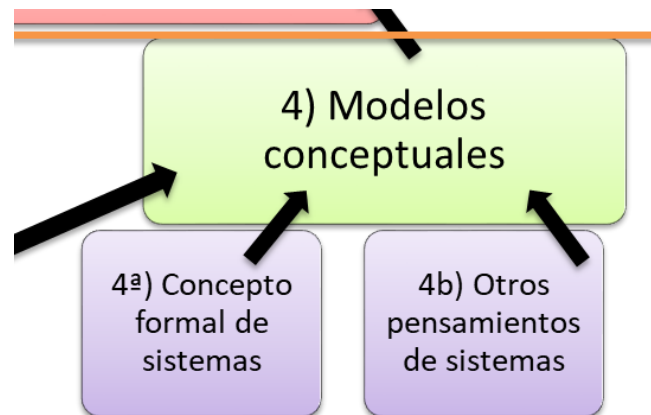 4) Modelos
conceptuales
4ª) Concepto
formal de
sistemas
4b) Otros
pensamientos
de sistemas